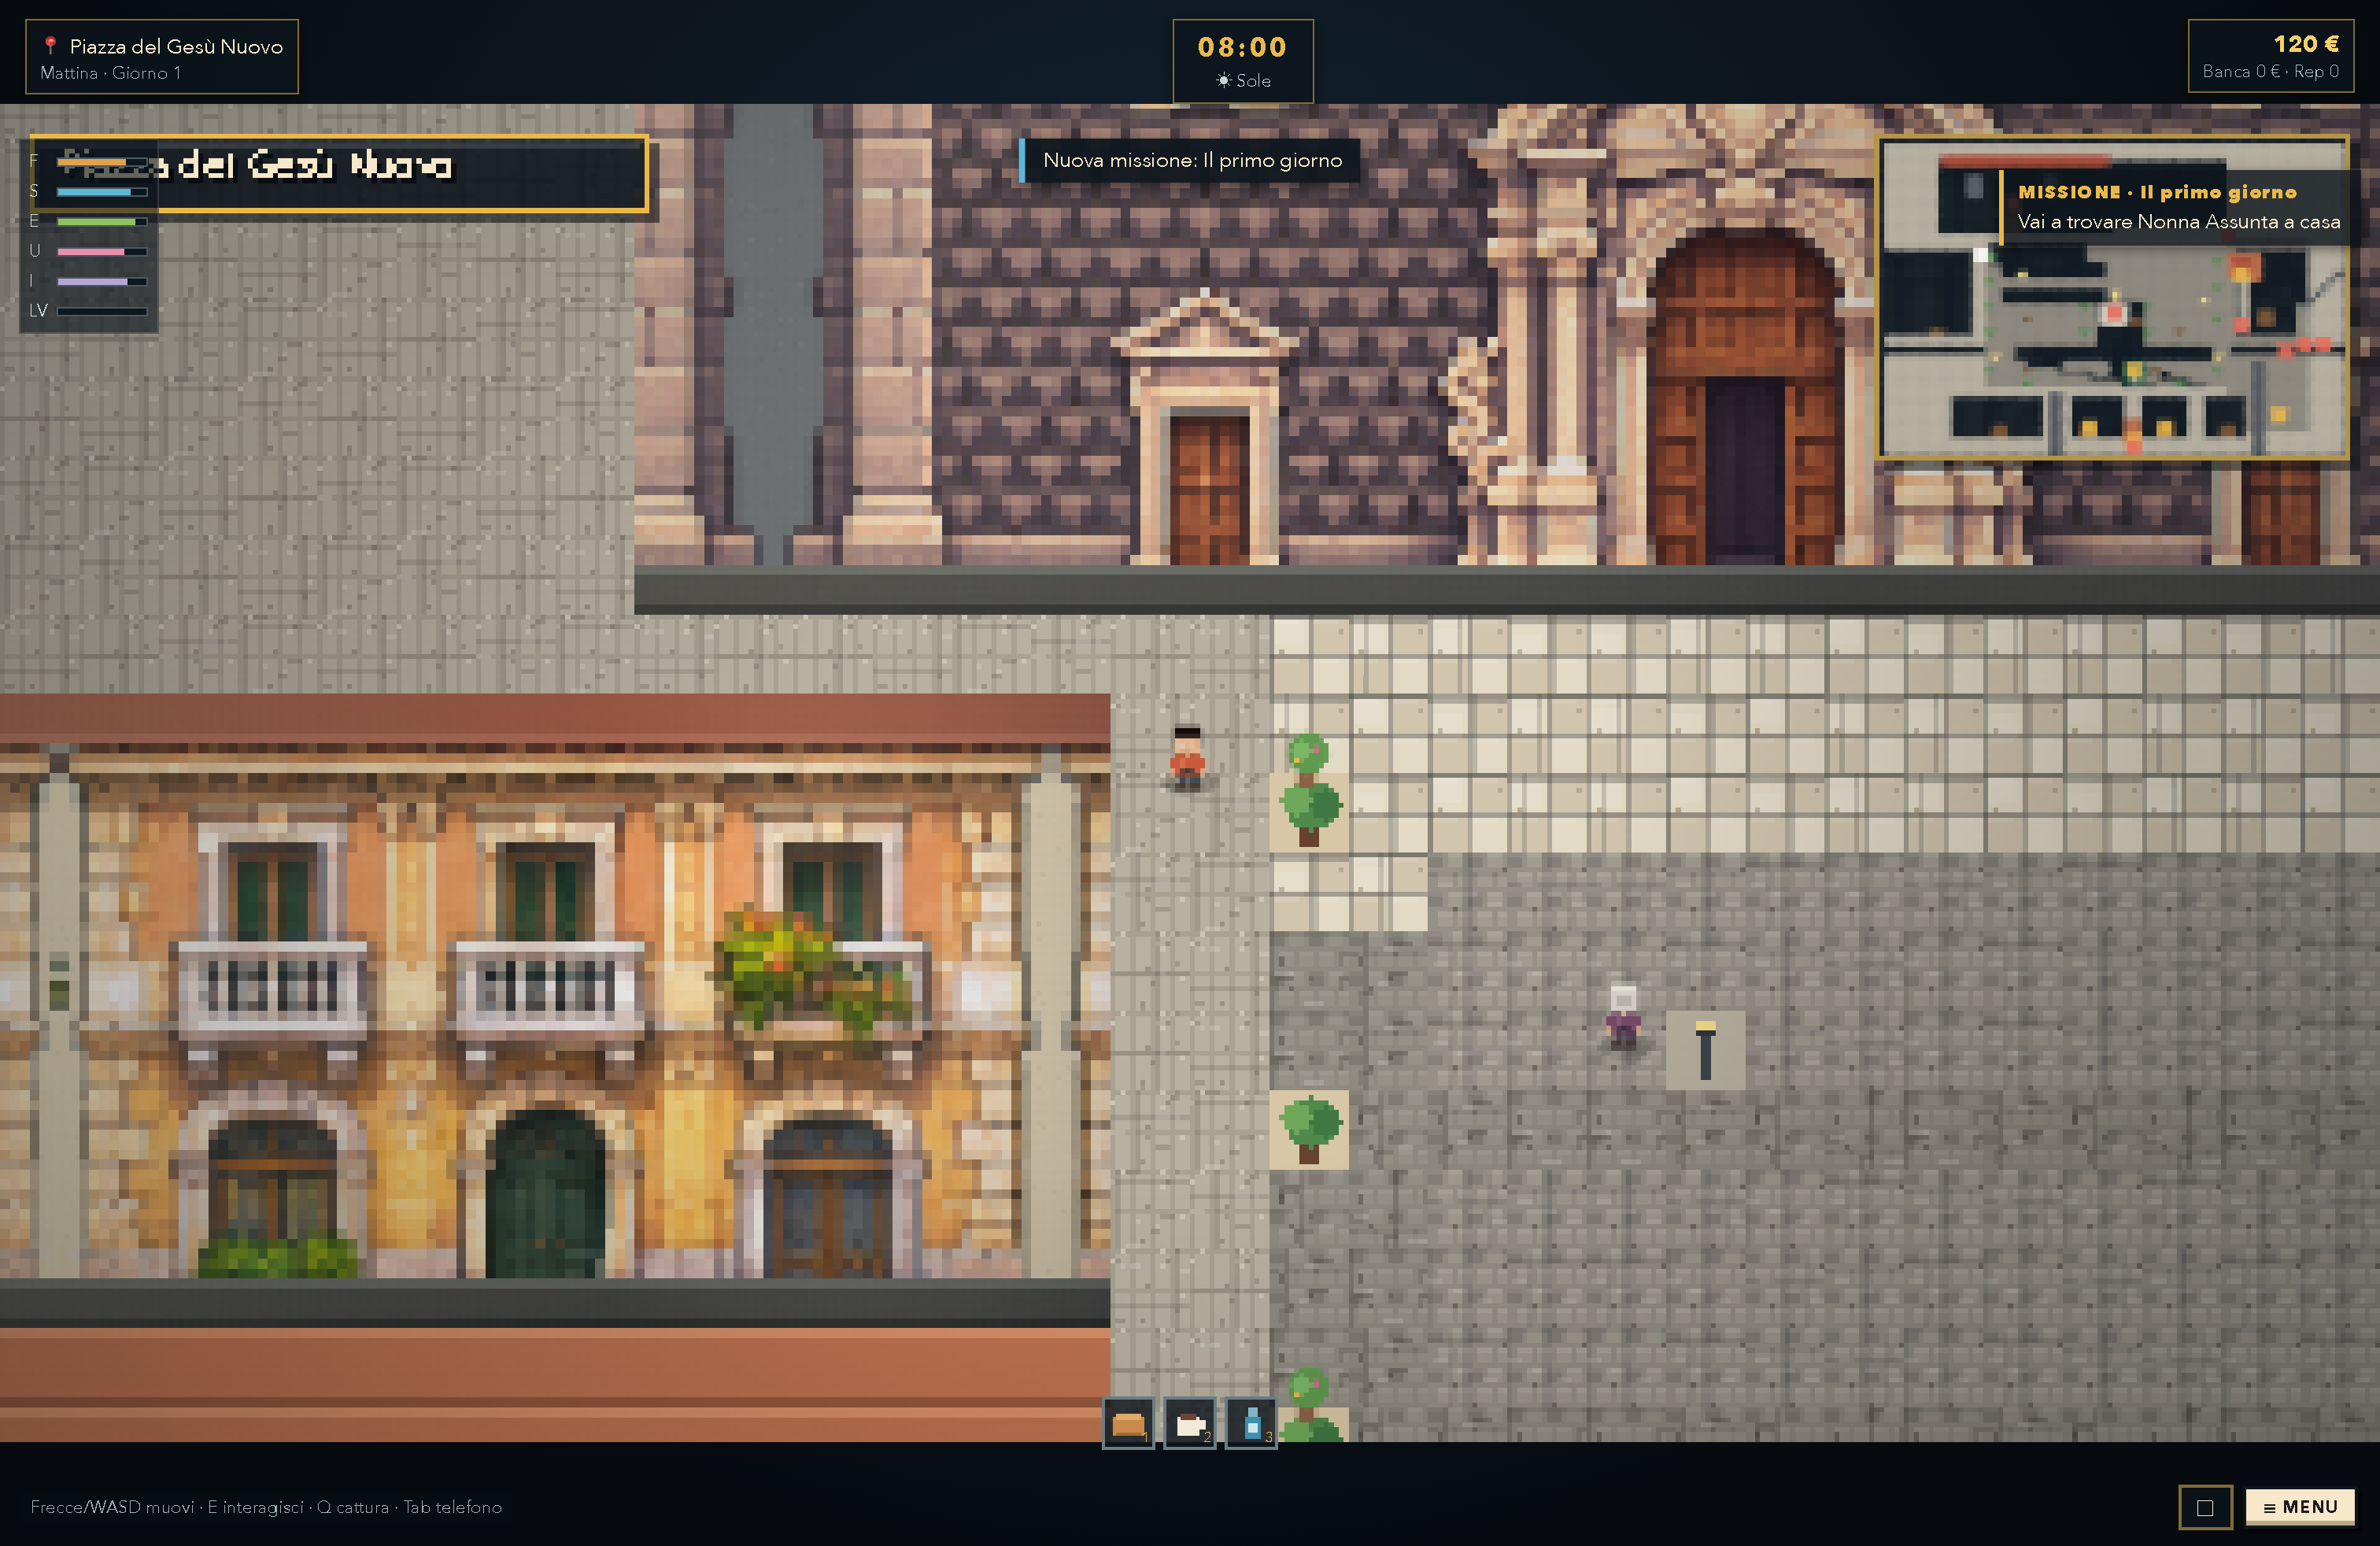 📍 Piazza del Gesù Nuovo
Mattina · Giorno 1
08:00
☀ Sole
120 €
Banca 0 € · Rep 0
del Gesù Nuovo
F
S
E
U
I
LV
Nuova missione: Il primo giorno
MISSIONE · Il primo giorno
Vai a trovare Nonna Assunta a casa
1
2
3
Frecce/WASD muovi · E interagisci · Q cattura · Tab telefono
≡ MENU